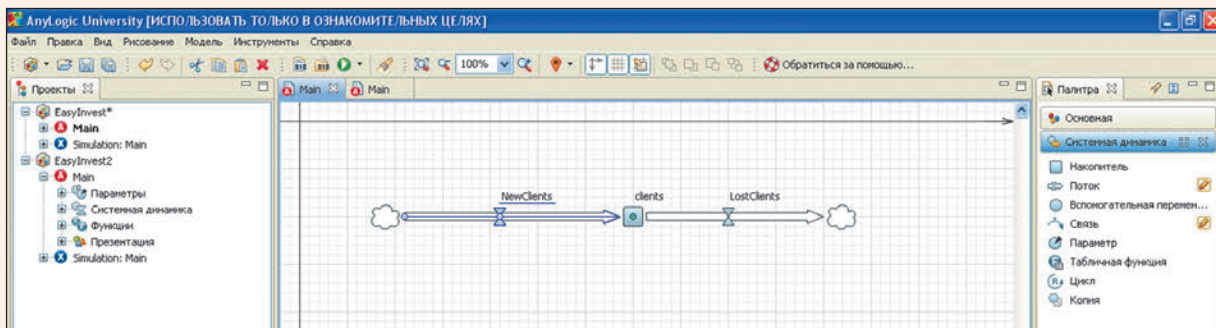 AnyLogic University [ИСПОЛЬЗОВАТЬ ТОЛЬКО В ОЗНАКОМИТЕЛЬНЫХ ЦЕЛЯХ]
Файл Правка Вид Рисование Модель Инструменты Справка
100% Обратиться за помощью...
Проекты
EasyInvest*
Main
Simulation: Main
EasyInvest2
Main
Параметры
Системная динамика
Функции
Презентация
Simulation: Main
Main Main
NewClients clients LostClients
Палитра
Основная
Системная динамика
Накопитель
Поток
Вспомогательная перемен...
Связь
Параметр
Табличная функция
Цикл
Копия